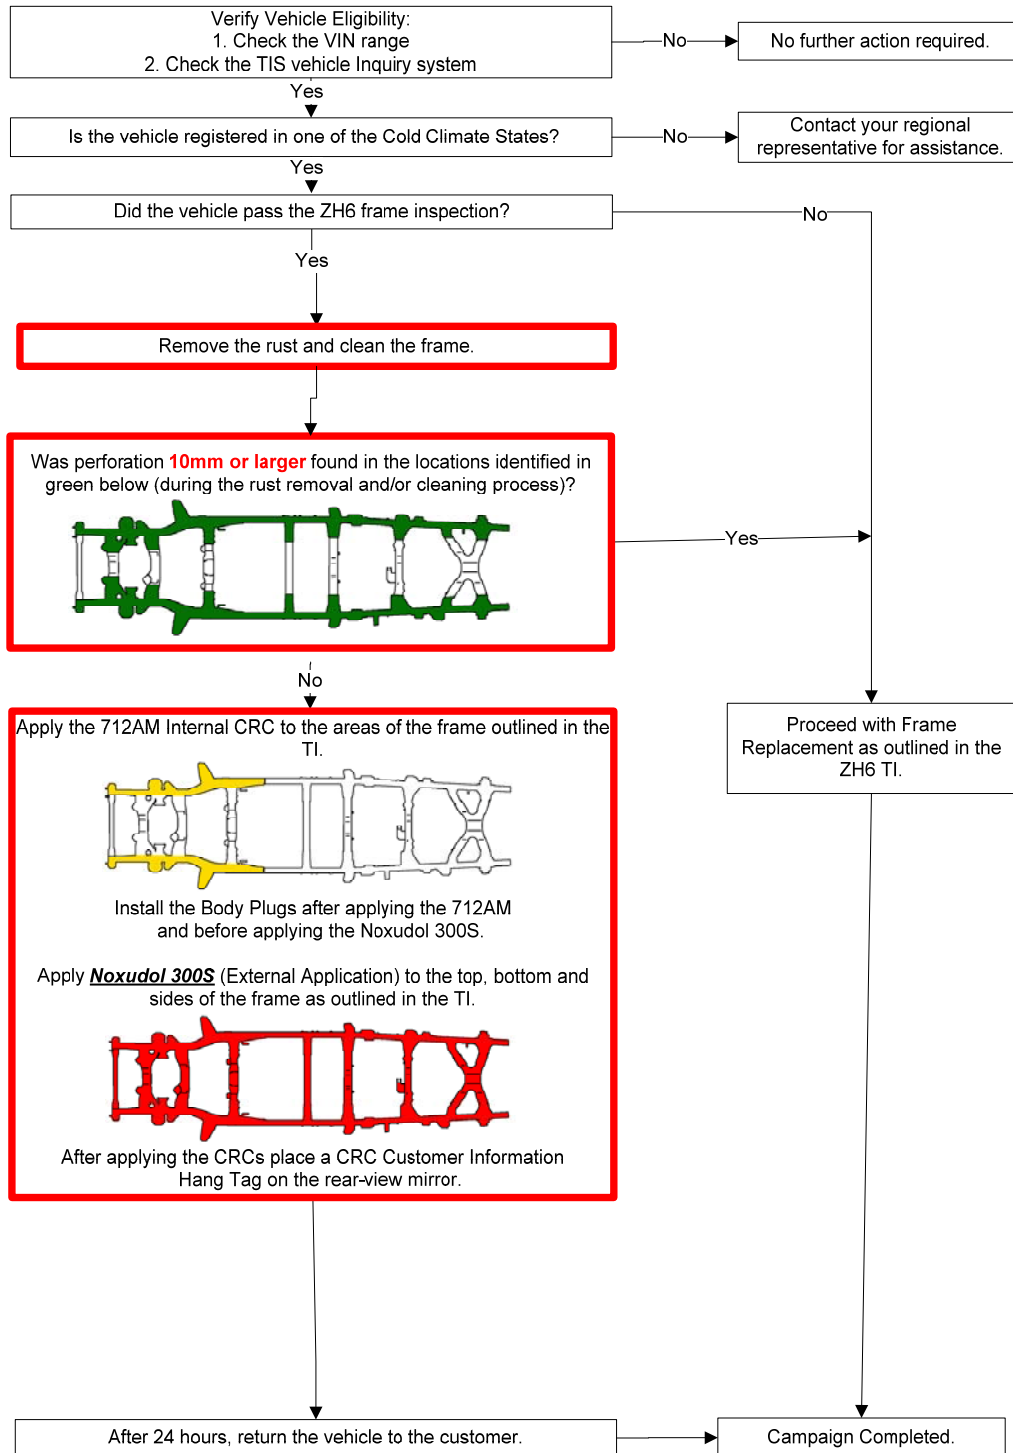 Verify Vehicle Eligibility:
1. Check the VIN range
2. Check the TIS vehicle Inquiry system
No
No further action required.
Yes
Is the vehicle registered in one of the Cold Climate States?
No
Contact your regional
representative for assistance.
Yes
Did the vehicle pass the ZH6 frame inspection?
No
Yes
Remove the rust and clean the frame.
Was perforation 10mm or larger found in the locations identified in
green below (during the rust removal and/or cleaning process)?
Yes
No
Apply the 712AM Internal CRC to the areas of the frame outlined in the
TI.
Install the Body Plugs after applying the 712AM
and before applying the Noxudol 300S.
Apply Noxudol 300S (External Application) to the top, bottom and
sides of the frame as outlined in the TI.
After applying the CRCs place a CRC Customer Information
Hang Tag on the rear-view mirror.
Proceed with Frame
Replacement as outlined in the
ZH6 TI.
After 24 hours, return the vehicle to the customer.
Campaign Completed.